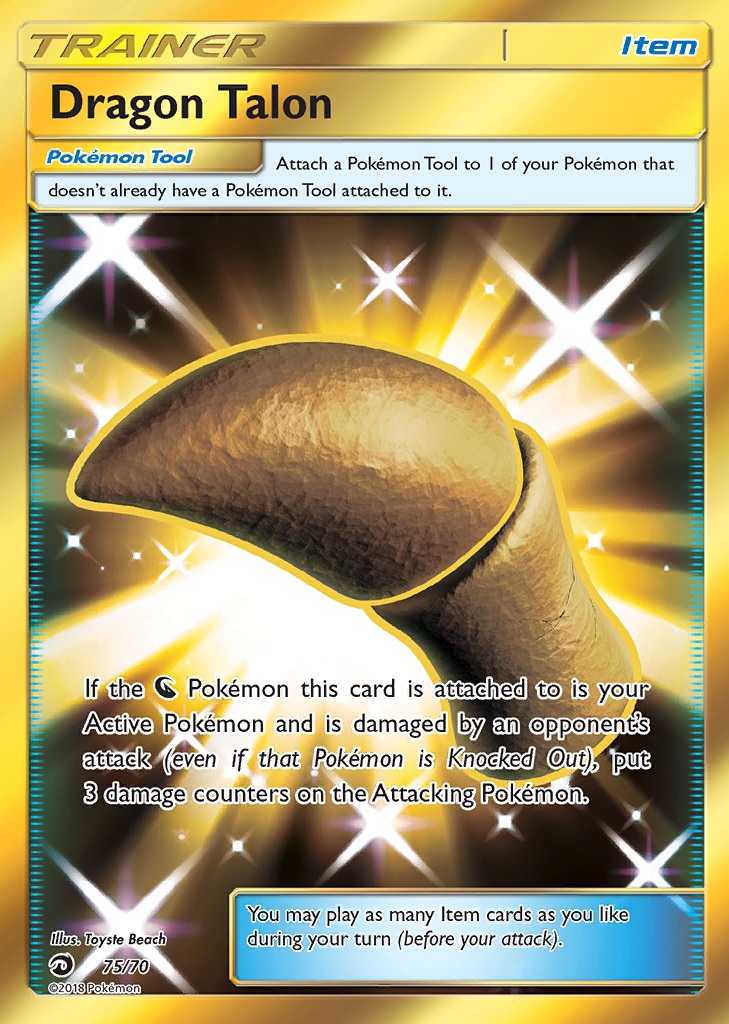 TRAINER
Item
Dragon Talon
Pokémon Tool
Attach a Pokémon Tool to 1 of your Pokémon that
doesn't already have a Pokémon Tool attached to it.
If the Pokémon this card is attached to is your
Active Pokémon and is damaged by an opponent's
attack (even if that Pokémon is Knocked Out), put
3 damage counters on the Attacking Pokémon.
You may play as many Item cards as you like
during your turn (before your attack).
Illus. Toyste Beach
75/70
©2018 Pokémon